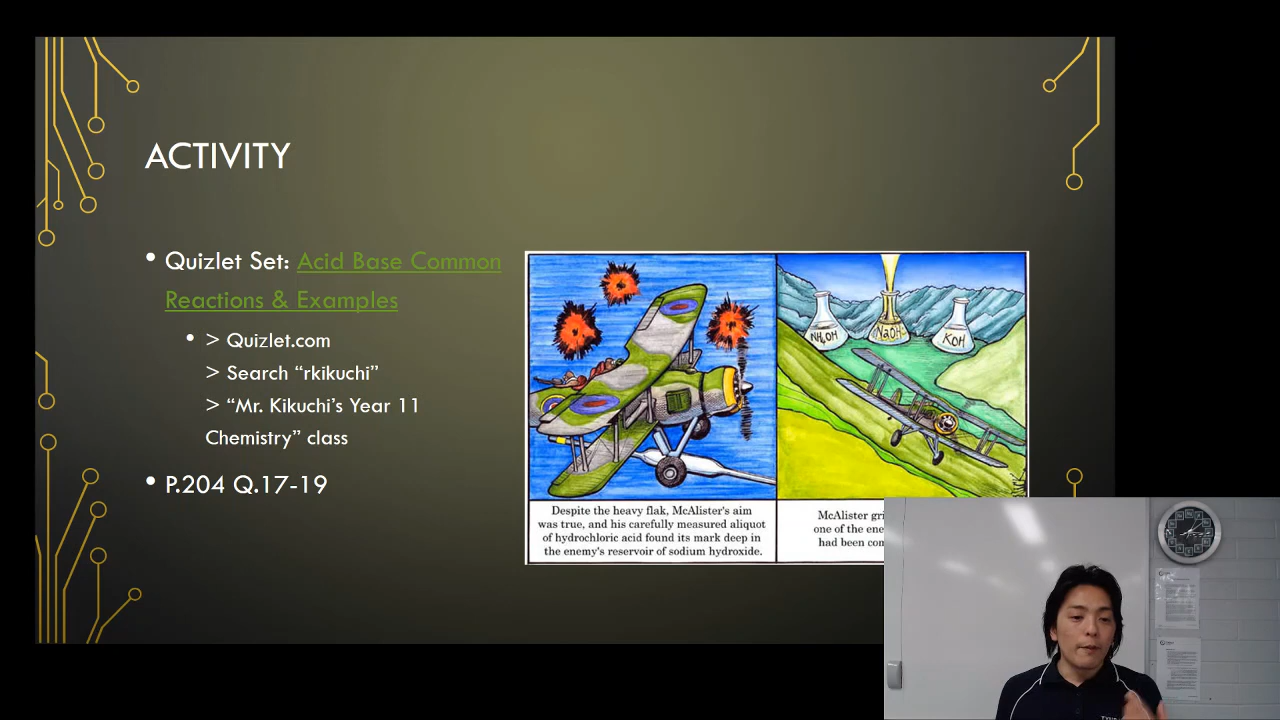 ACTIVITY
• Quizlet Set: Acid Base Common
Reactions & Examples
• > Quizlet.com
> Search “rkikuchi”
> “Mr. Kikuchi’s Year 11
Chemistry” class
• P.204 Q.17-19
NH₄OH
NaOH
KOH
Despite the heavy flak, McAlister's aim
was true, and his carefully measured aliquot
of hydrochloric acid found its mark deep in
the enemy's reservoir of sodium hydroxide.
McAlister
one of the
had been